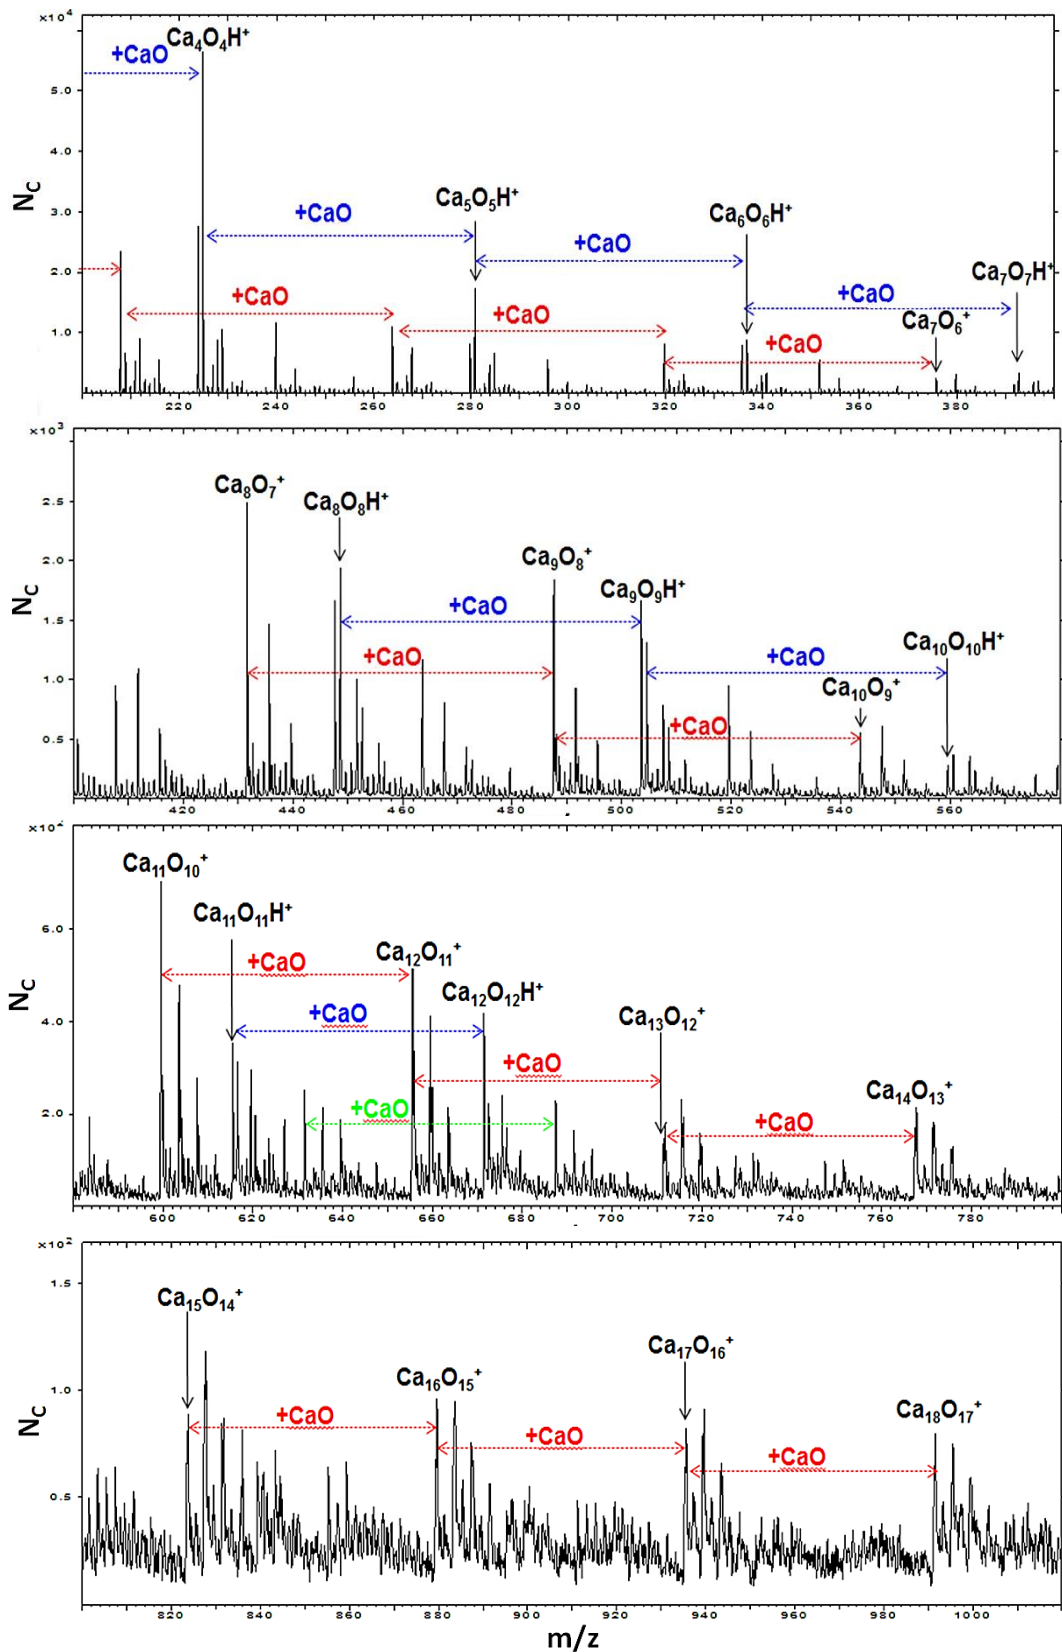 ×10⁴
Ca₄O₄H⁺
+CaO
5.0
4.0
Ca₅O₅H⁺
Ca₆O₆H⁺
3.0
+CaO
+CaO
Ca₇O₇H⁺
2.0
+CaO
+CaO
Ca₇O₆⁺
+CaO
+CaO
1.0
N_C
220 240 260 280 300 320 340 360 380
×10³
2.5
Ca₈O₇⁺
Ca₈O₈H⁺
2.0
Ca₉O₈⁺
Ca₉O₉H⁺
1.5
+CaO
Ca₁₀O₁₀H⁺
+CaO
+CaO
1.0
Ca₁₀O₉⁺
+CaO
0.5
N_C
420 440 460 480 500 520 540 560
×10²
Ca₁₁O₁₀⁺
6.0
Ca₁₁O₁₁H⁺
+CaO
Ca₁₂O₁₁⁺
Ca₁₂O₁₂H⁺
4.0
+CaO
Ca₁₃O₁₂⁺
+CaO
Ca₁₄O₁₃⁺
2.0
+CaO
+CaO
N_C
600 620 640 660 680 700 720 740 760 780
×10²
1.5
Ca₁₅O₁₄⁺
Ca₁₇O₁₆⁺
1.0
Ca₁₆O₁₅⁺
Ca₁₈O₁₇⁺
+CaO
+CaO
+CaO
0.5
N_C
820 840 860 880 900 920 940 960 980 1000
m/z